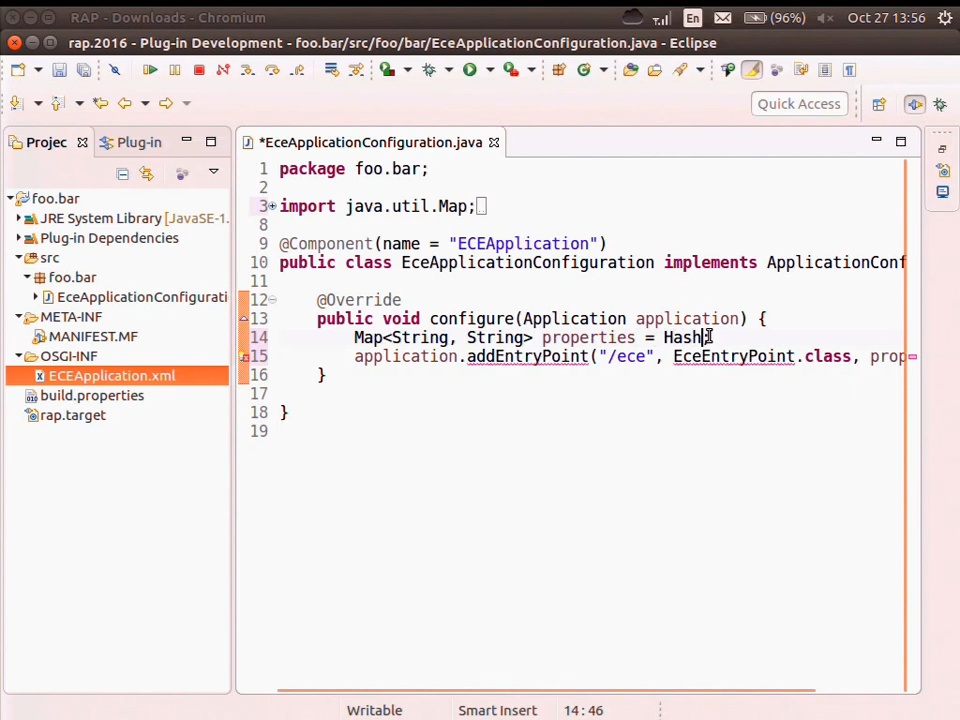 RAP - Downloads - Chromium
En
(96%)
Oct 27 13:56
rap.2016 - Plug-in Development - foo.bar/src/foo/bar/EceApplicationConfiguration.java - Eclipse
Quick Access
Projec
Plug-in
*EceApplicationConfiguration.java
foo.bar
JRE System Library [JavaSE-1.
Plug-in Dependencies
src
foo.bar
EceApplicationConfigurati
META-INF
MANIFEST.MF
OSGI-INF
ECEApplication.xml
build.properties
rap.target
1 package foo.bar;
2
3 import java.util.Map;
8
9 @Component(name = "ECEApplication")
10 public class EceApplicationConfiguration implements ApplicationConf
11
12 @Override
13 public void configure(Application application) {
14 Map<String, String> properties = Hash
15 application.addEntryPoint("/ece", EceEntryPoint.class, prop
16 }
17
18 }
19
Writable
Smart Insert
14:46